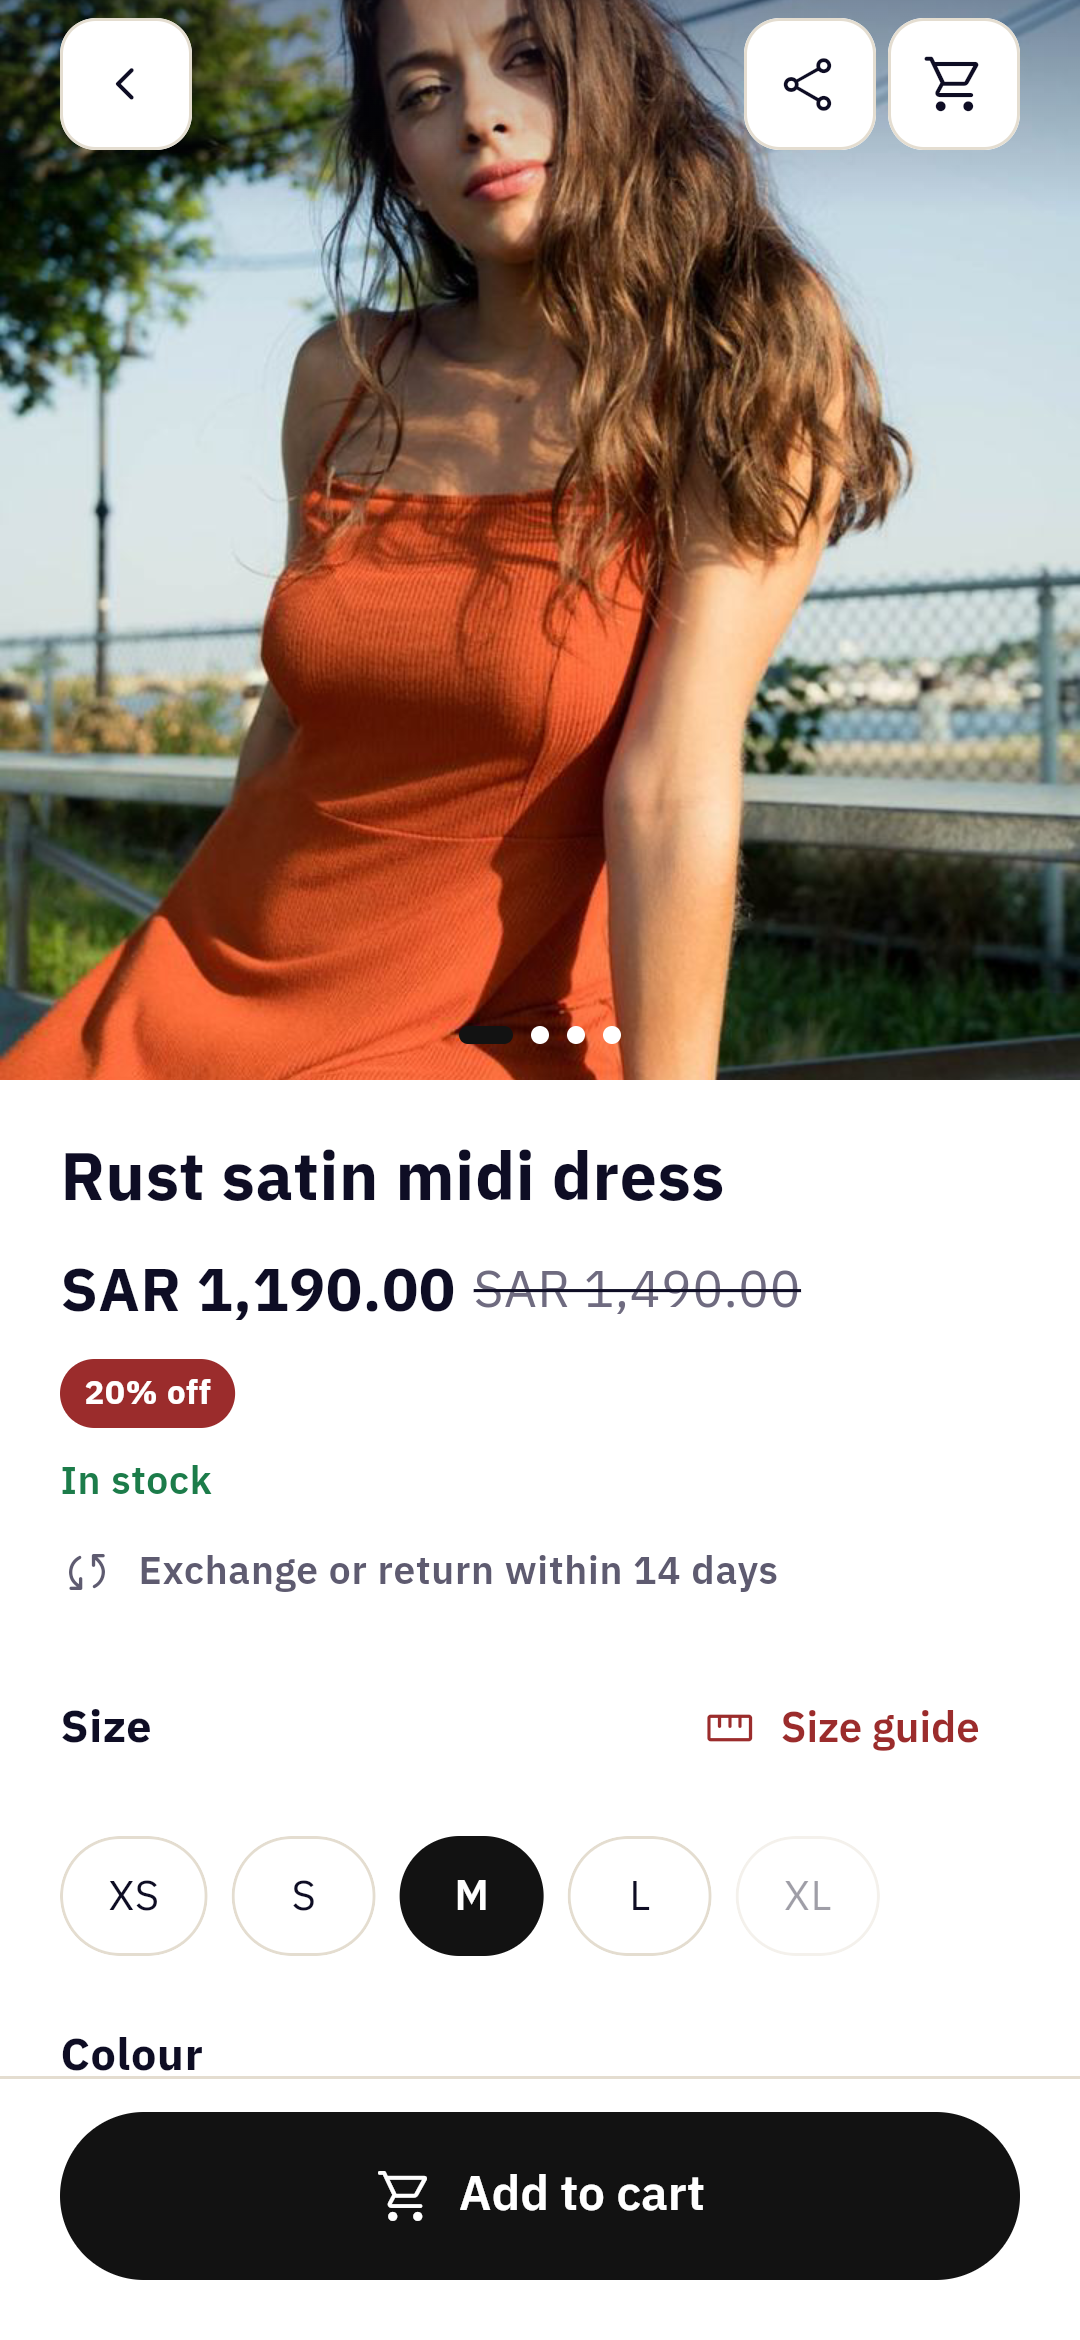 Rust satin midi dress
SAR 1,190.00 SAR 1,490.00
20% off
In stock
Exchange or return within 14 days
Size
Size guide
XS
S
M
L
XL
Colour
Add to cart